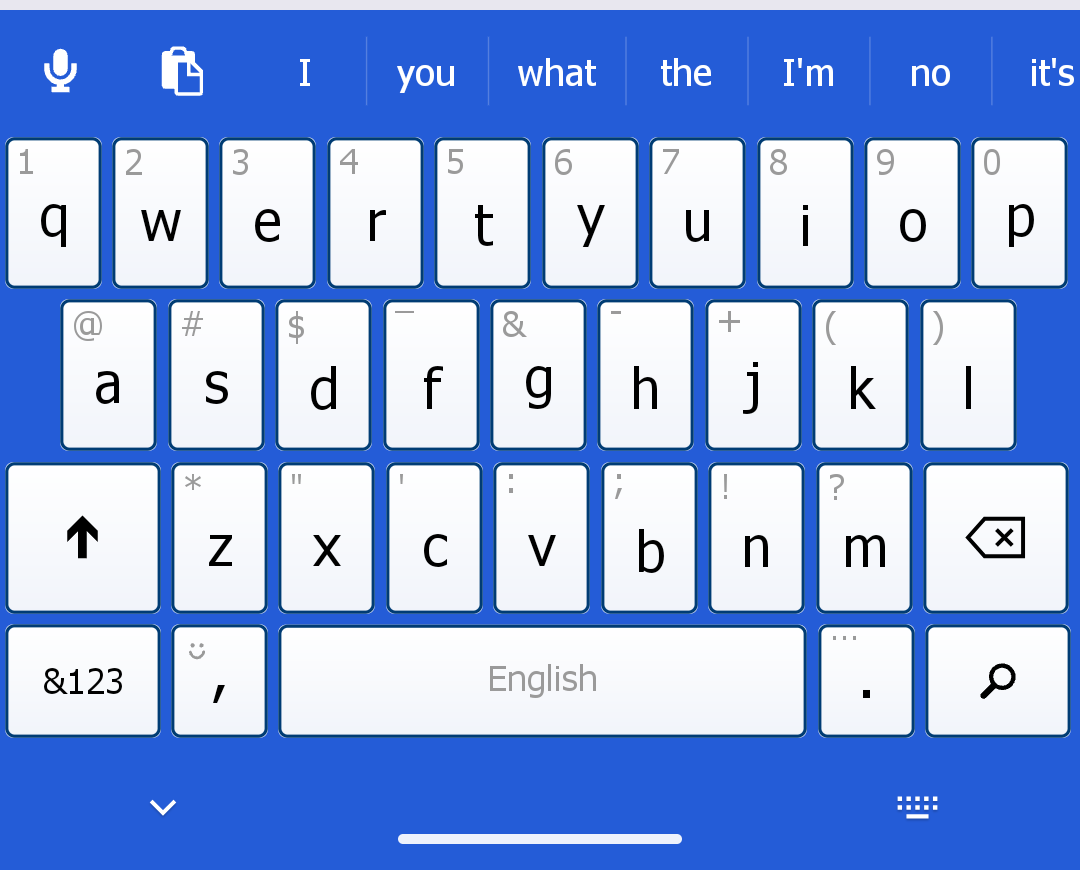 I you what the I'm no it's
1 2 3 4 5 6 7 8 9 0
q w e r t y u i o p
@ # $ _ & - + ( )
a s d f g h j k l
* " ' : ; ! ?
z x c v b n m
...
&123 , English .